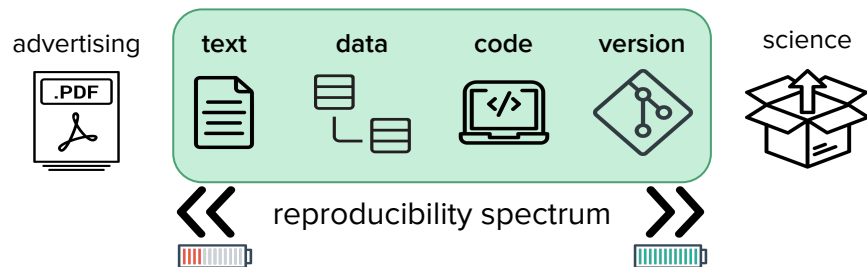 advertising
text
data
code
version
science
.PDF
</>
reproducibility spectrum